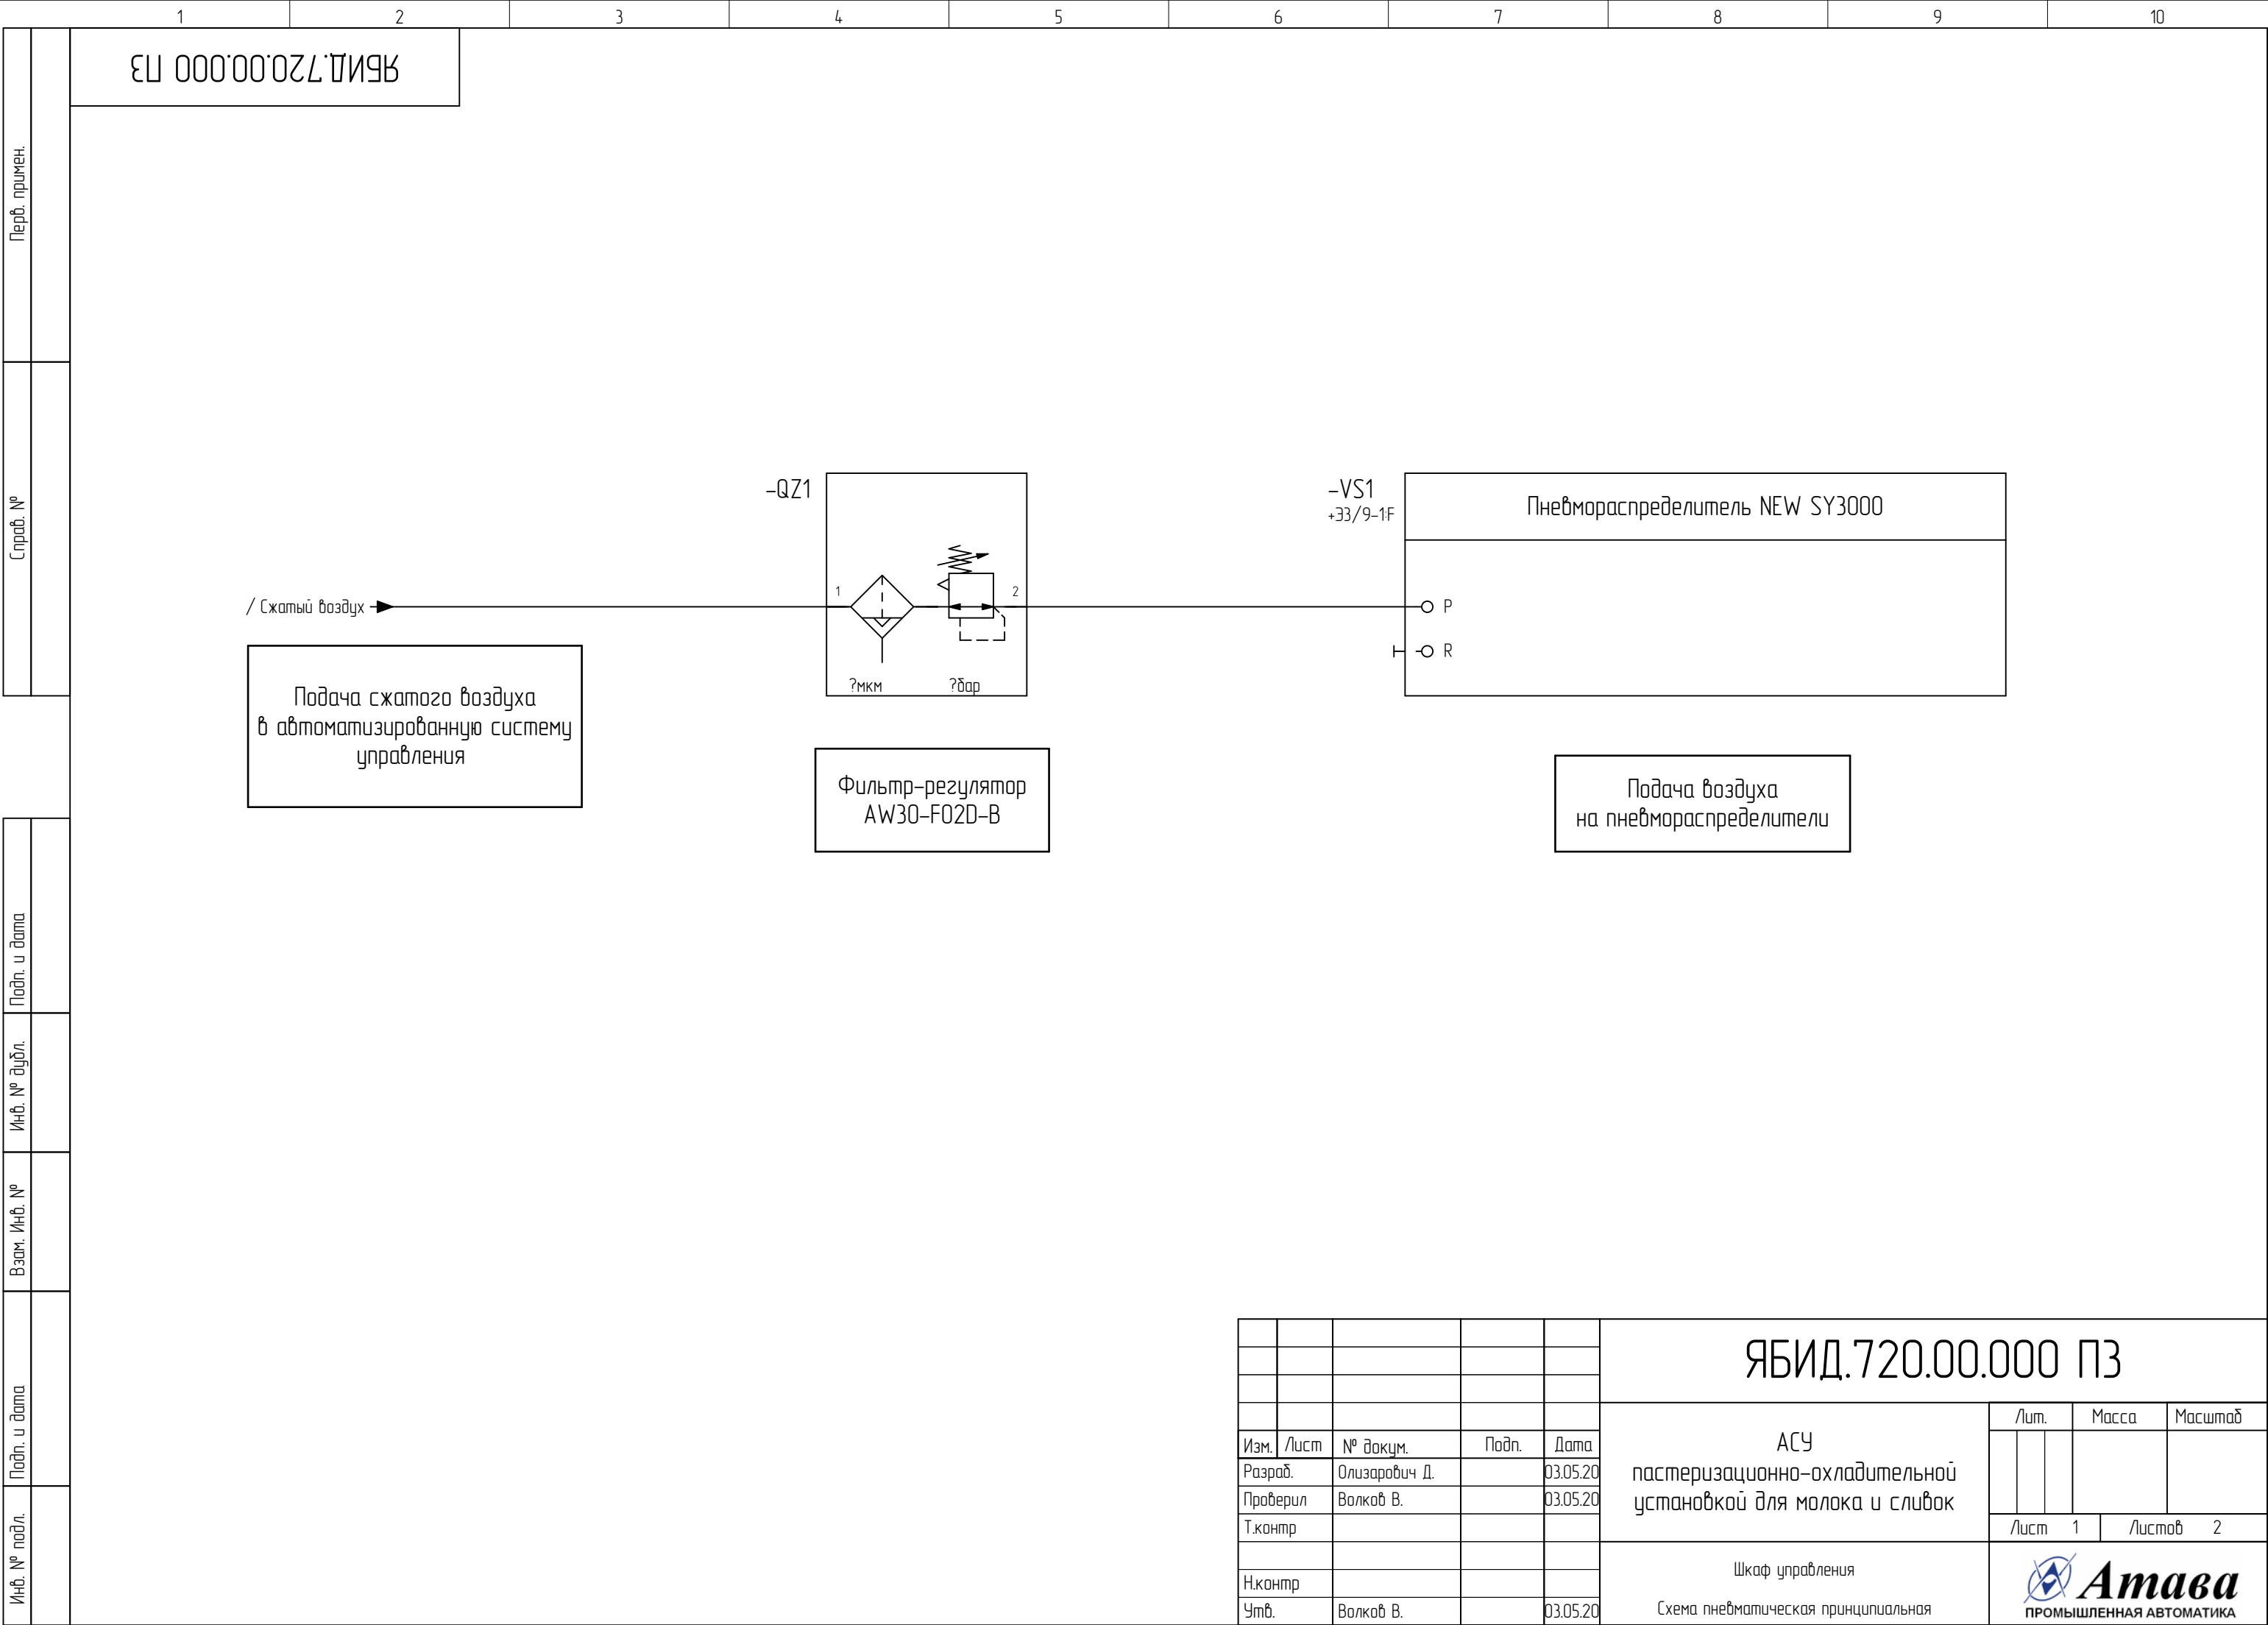 1 2 3 4 5 6 7 8 9 10
ЯБИД.720.00.000 ПЗ
Перв. примен.
Справ. №
Подп. и дата
Инв. № дубл.
Взам. Инв. №
Подп. и дата
Инв. № подл.
-QZ1
1
2
?мкм
?бар
/ Сжатый воздух
Подача сжатого воздуха
в автоматизированную систему
управления
Фильтр-регулятор
AW30-F02D-B
-VS1
+ЭЗ/9-1:F
Пневмораспределитель NEW SY3000
P
R
Подача воздуха
на пневмораспределители
ЯБИД.720.00.000 ПЗ
Изм. Лист № докум. Подп. Дата
Разраб. Олизарович Д. 03.05.20
Проверил Волков В. 03.05.20
Т.контр
Н.контр
Утв. Волков В. 03.05.20
АСУ
пастеризационно-охладительной
установкой для молока и сливок
Лит. Масса Масштаб
Лист 1 Листов 2
Шкаф управления
Схема пневматическая принципиальная
Атава
ПРОМЫШЛЕННАЯ АВТОМАТИКА